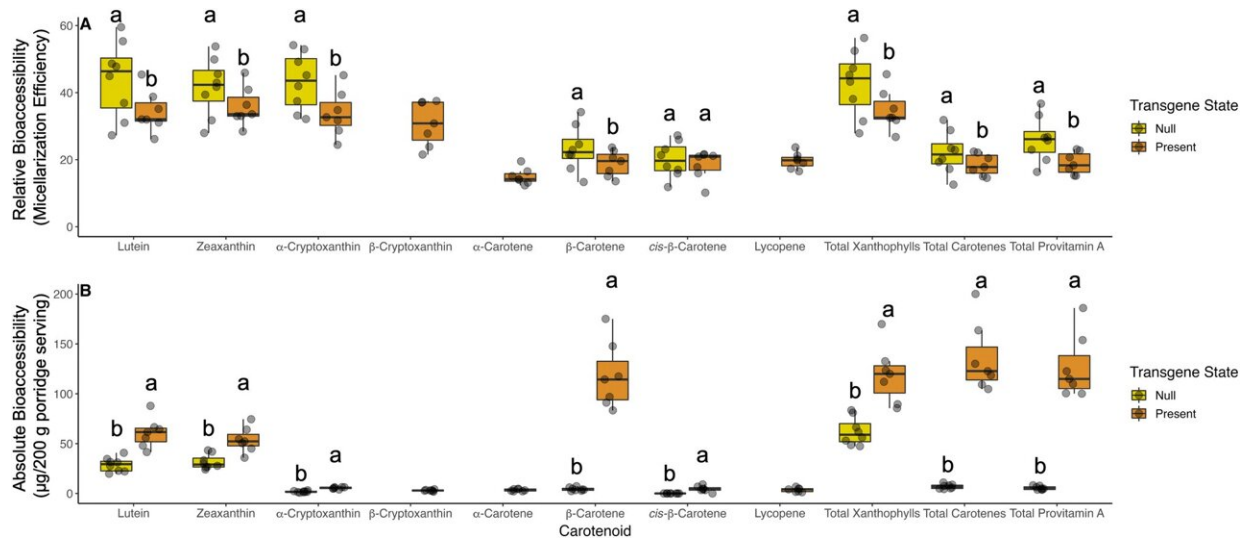 A
Relative Bioaccessibility
(Micellarization Efficiency)
60
40
20
0
a
b
a
b
a
b
a
b
a
a
a
b
a
b
a
b
Lutein
Zeaxanthin
α-Cryptoxanthin
β-Cryptoxanthin
α-Carotene
β-Carotene
cis-β-Carotene
Lycopene
Total Xanthophylls
Total Carotenes
Total Provitamin A
Transgene State
Null
Present
B
Absolute Bioaccessibility
(µg/200 g porridge serving)
200
150
100
50
0
b
a
b
a
b
a
b
a
b
a
b
a
b
a
b
a
Lutein
Zeaxanthin
α-Cryptoxanthin
β-Cryptoxanthin
α-Carotene
β-Carotene
cis-β-Carotene
Lycopene
Total Xanthophylls
Total Carotenes
Total Provitamin A
Carotenoid
Transgene State
Null
Present